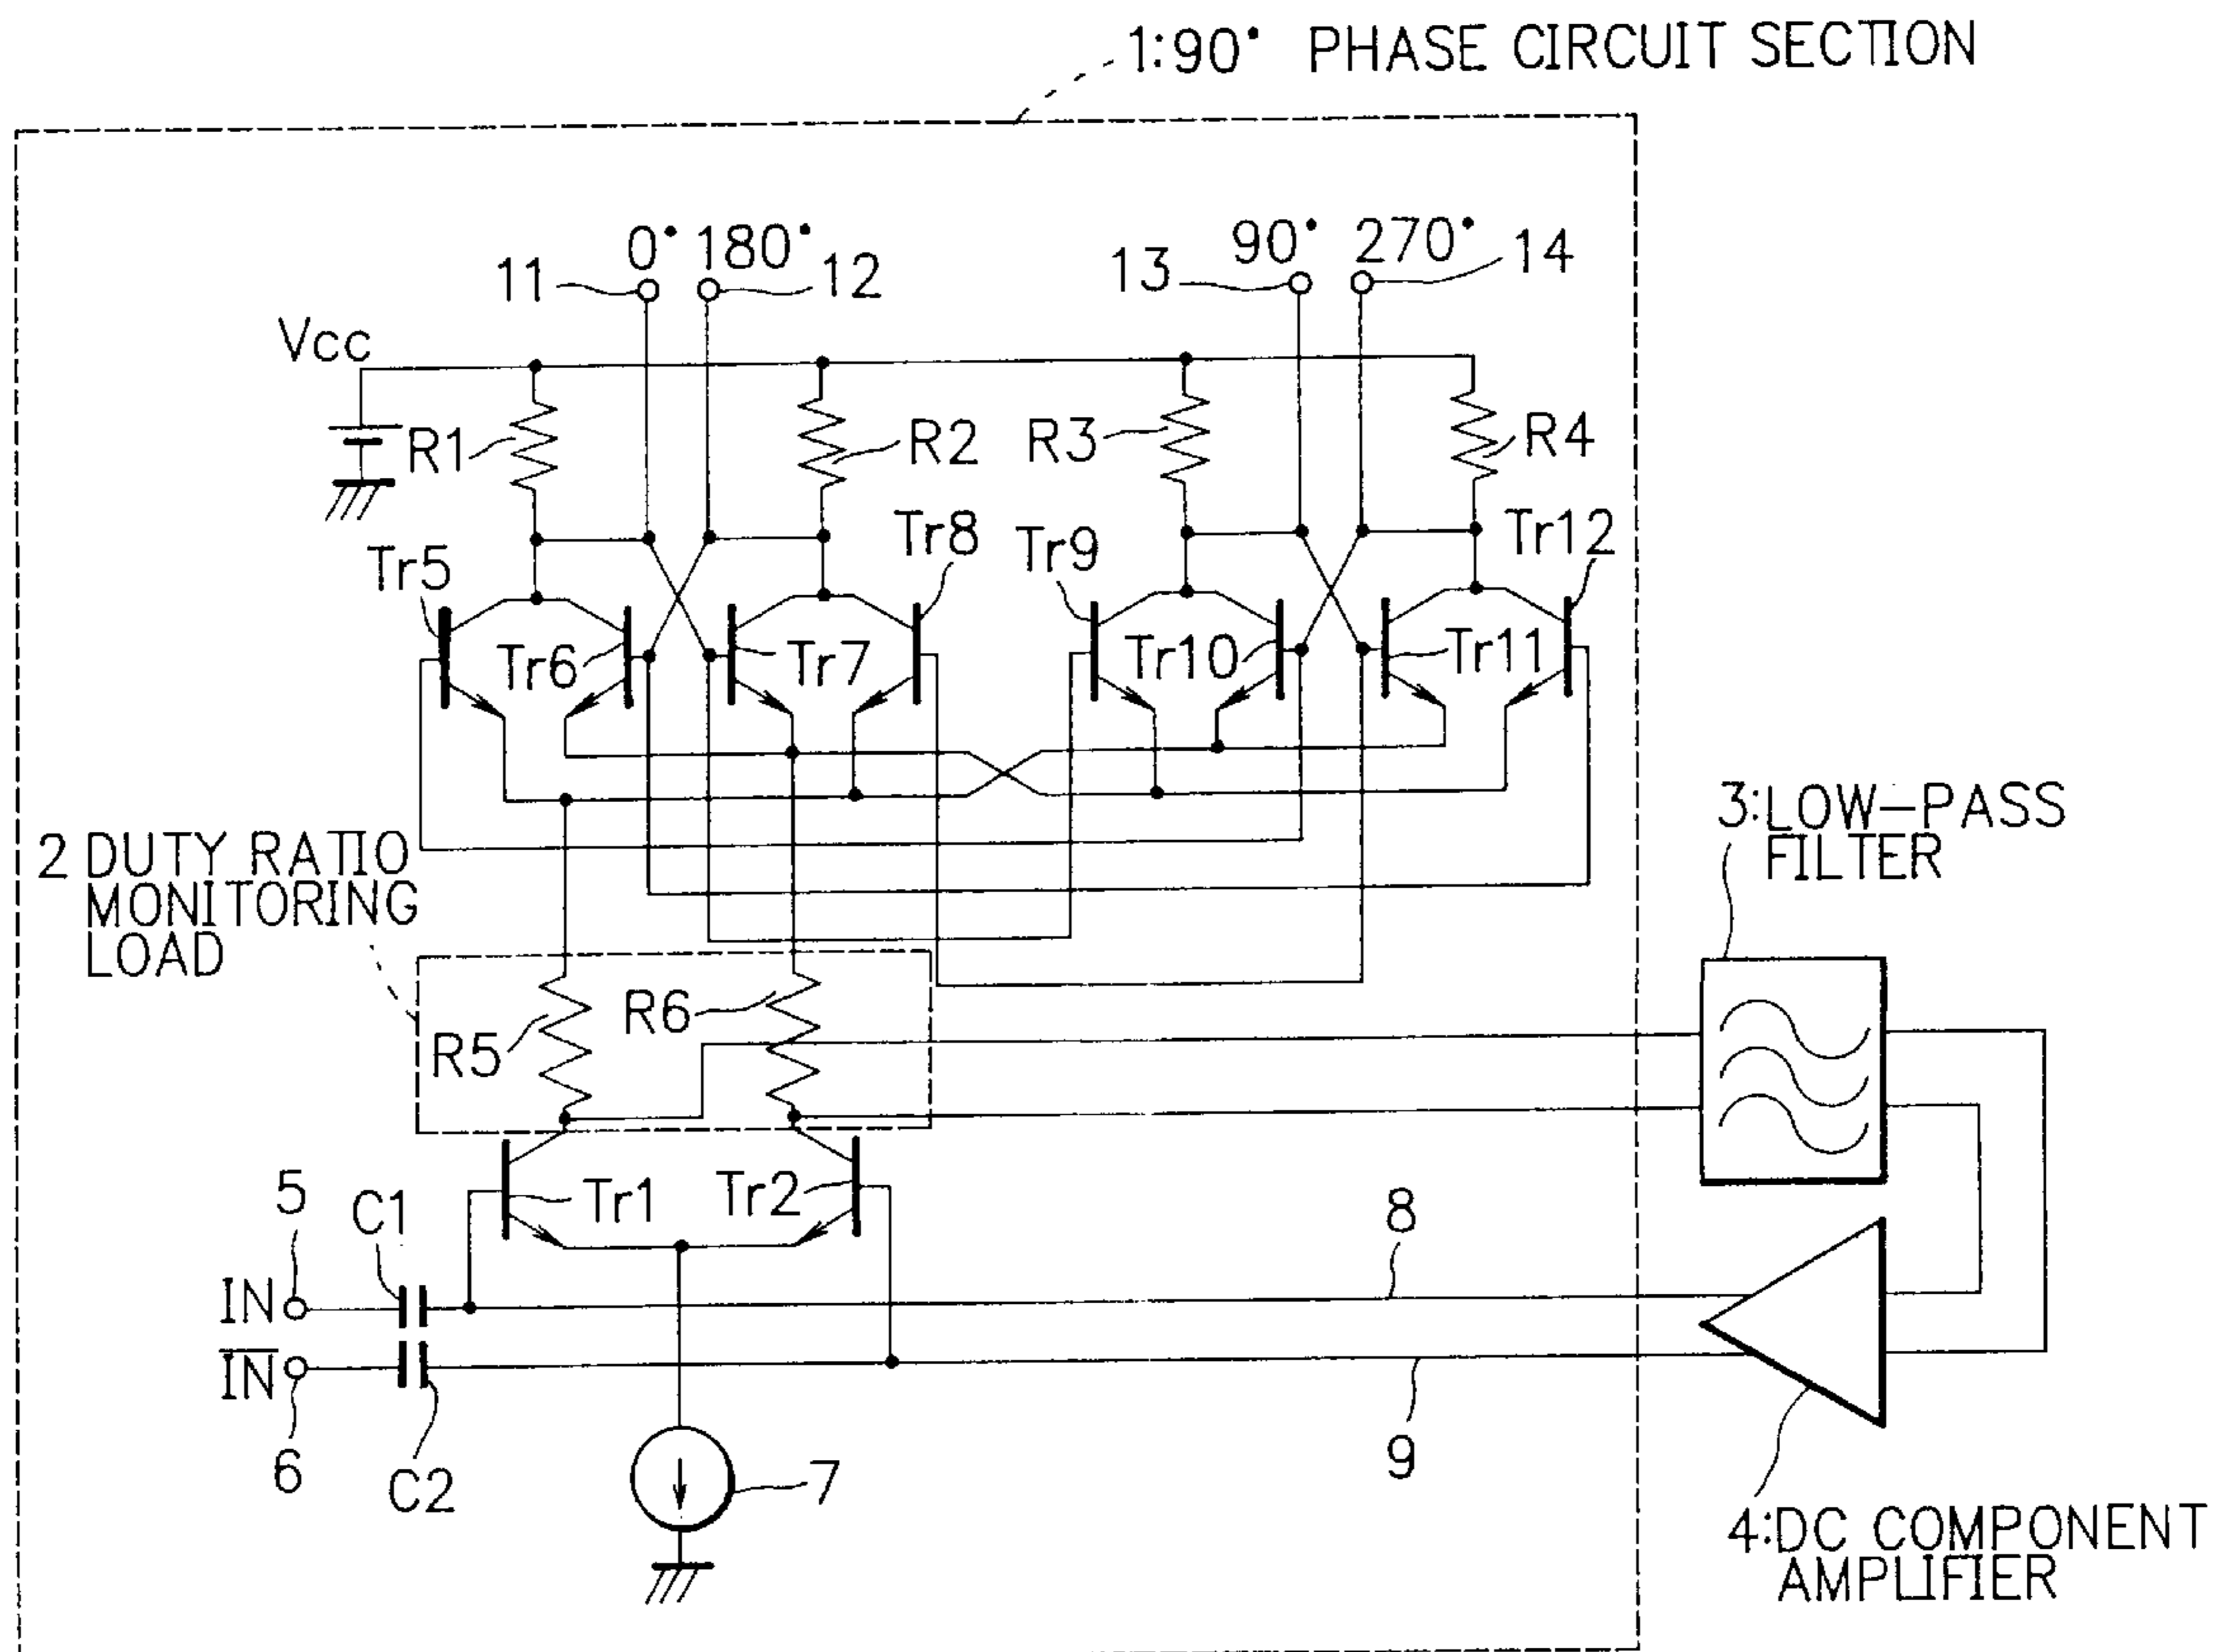 1:90° PHASE CIRCUIT SECTION
0° 180°
90° 270°
11
12
13
14
Vcc
R1
R2
R3
R4
Tr5
Tr8
Tr9
Tr12
Tr6
Tr7
Tr10
Tr11
2 DUTY RATIO
MONITORING
LOAD
3:LOW-PASS
FILTER
R5
R6
5
C1
Tr1
Tr2
8
IN
IN
6
C2
7
9
4:DC COMPONENT
AMPLIFIER